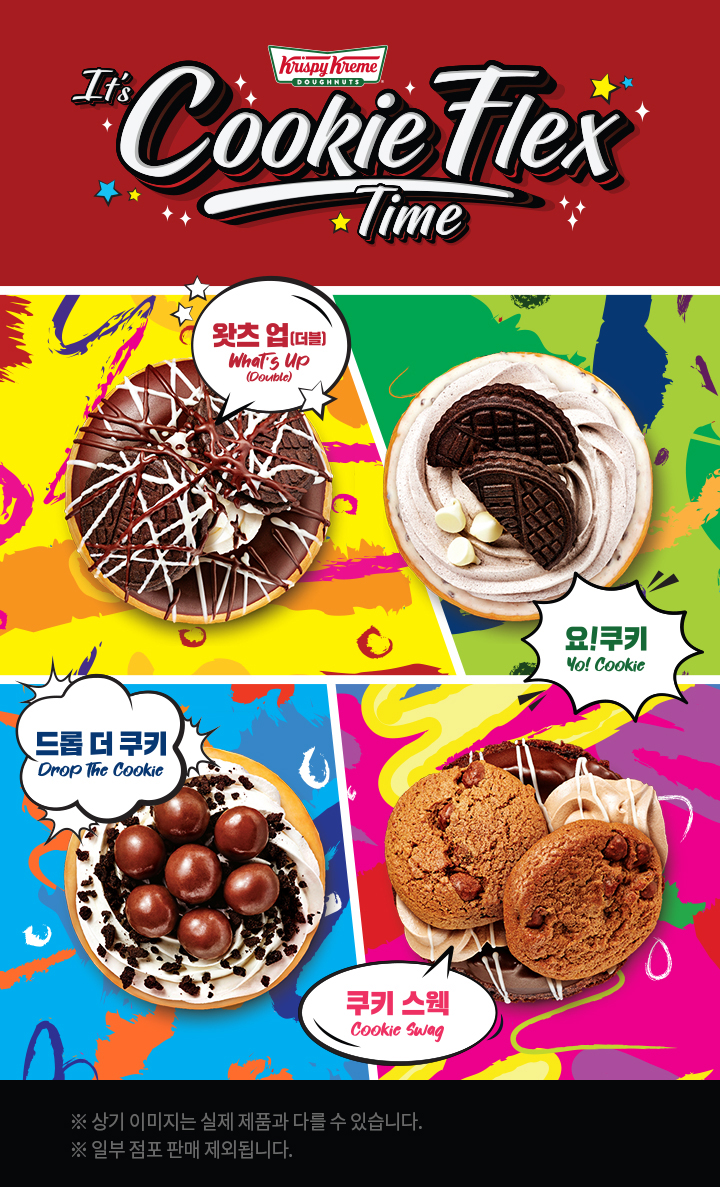 Krispy Kreme
DOUGHNUTS
It's
Cookie Flex
Time
왓츠 업(더블)
What's Up
(Double)
요!쿠키
Yo! Cookie
드롭 더 쿠키
Drop The Cookie
쿠키 스웩
Cookie Swag
※ 상기 이미지는 실제 제품과 다를 수 있습니다.
※ 일부 점포 판매 제외됩니다.